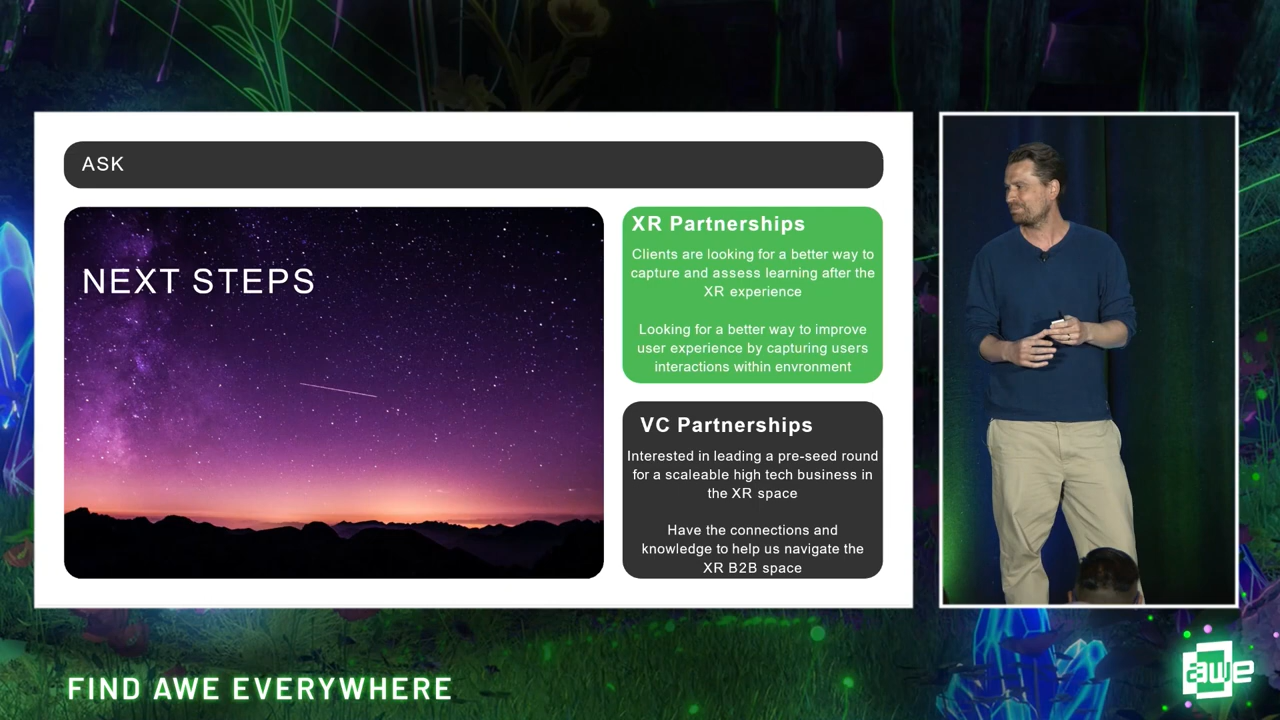 ASK
NEXT STEPS
XR Partnerships
Clients are looking for a better way to
capture and assess learning after the
XR experience
Looking for a better way to improve
user experience by capturing users
interactions within envronment
VC Partnerships
Interested in leading a pre-seed round
for a scaleable high tech business in
the XR space
Have the connections and
knowledge to help us navigate the
XR B2B space
FIND AWE EVERYWHERE
awe